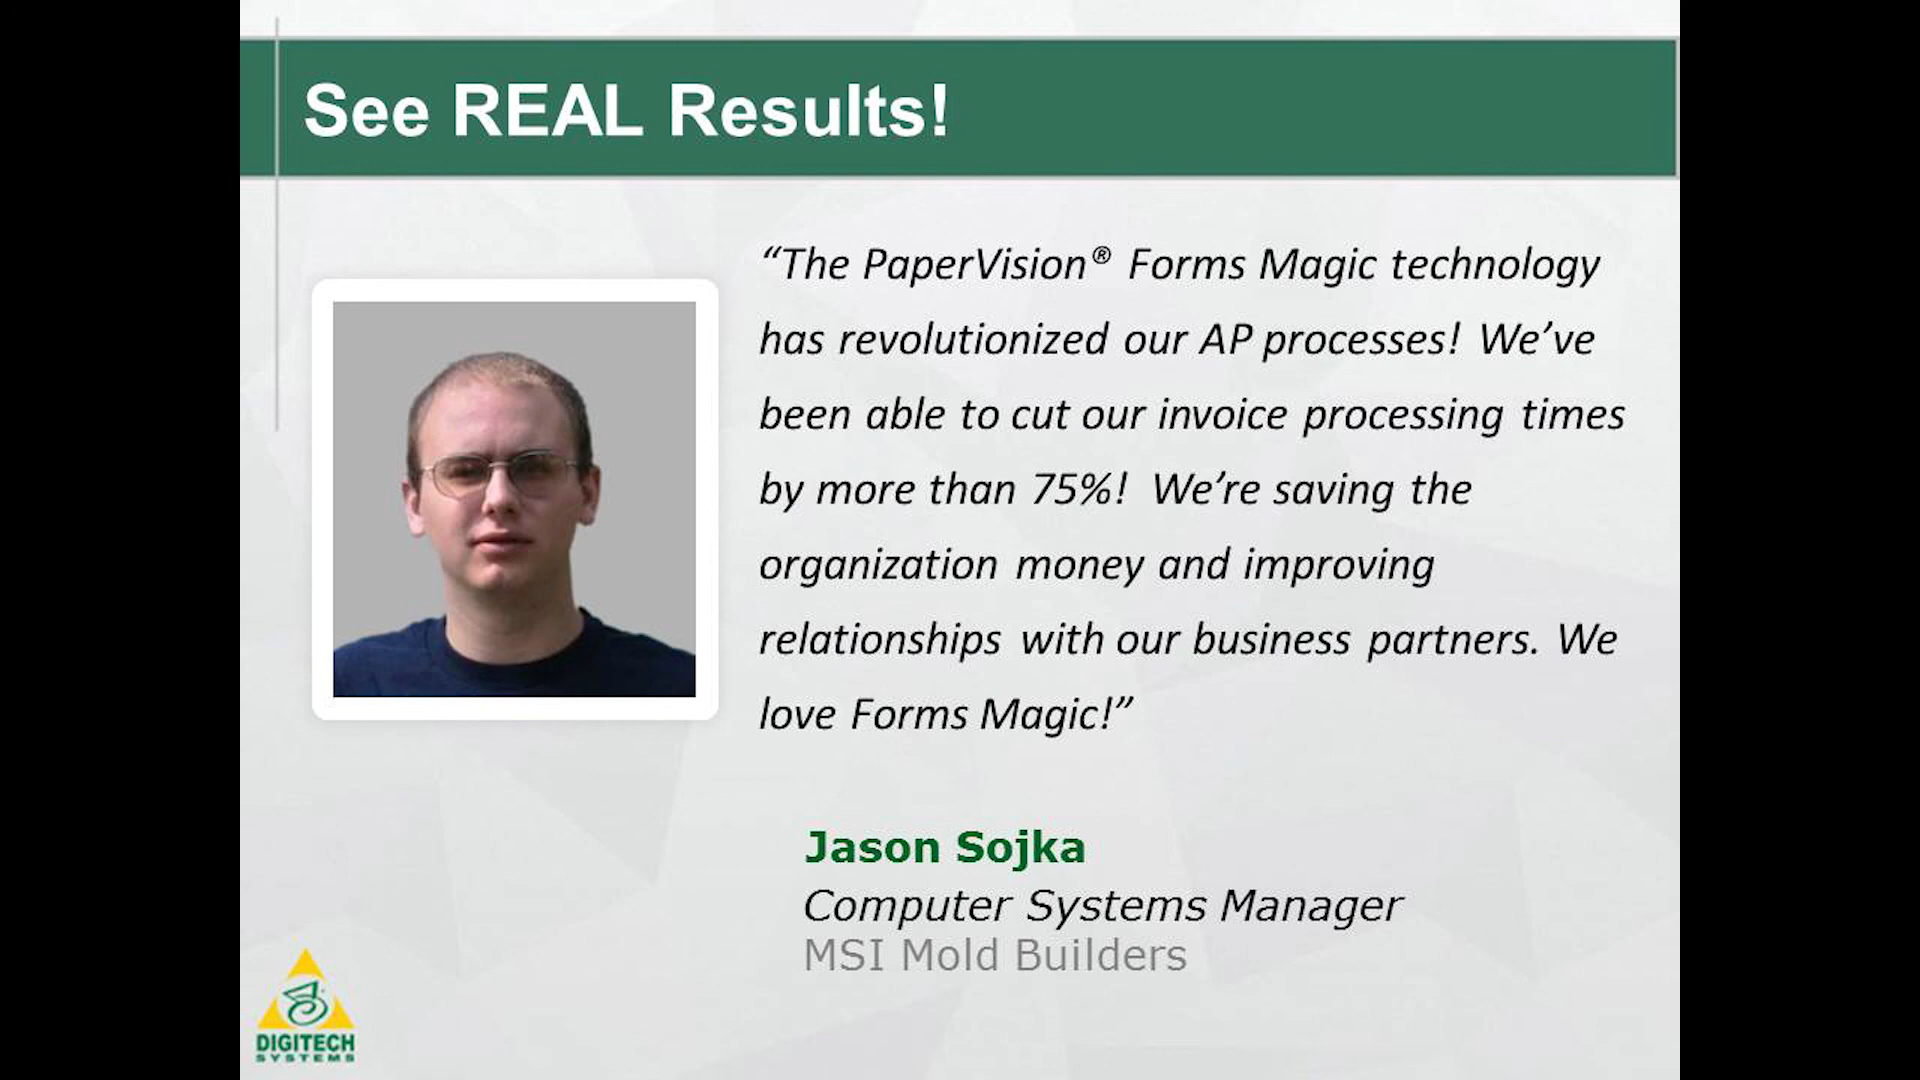 See REAL Results!
“The PaperVision® Forms Magic technology
has revolutionized our AP processes! We’ve
been able to cut our invoice processing times
by more than 75%! We’re saving the
organization money and improving
relationships with our business partners. We
love Forms Magic!”
Jason Sojka
Computer Systems Manager
MSI Mold Builders
DIGITECH
SYSTEMS